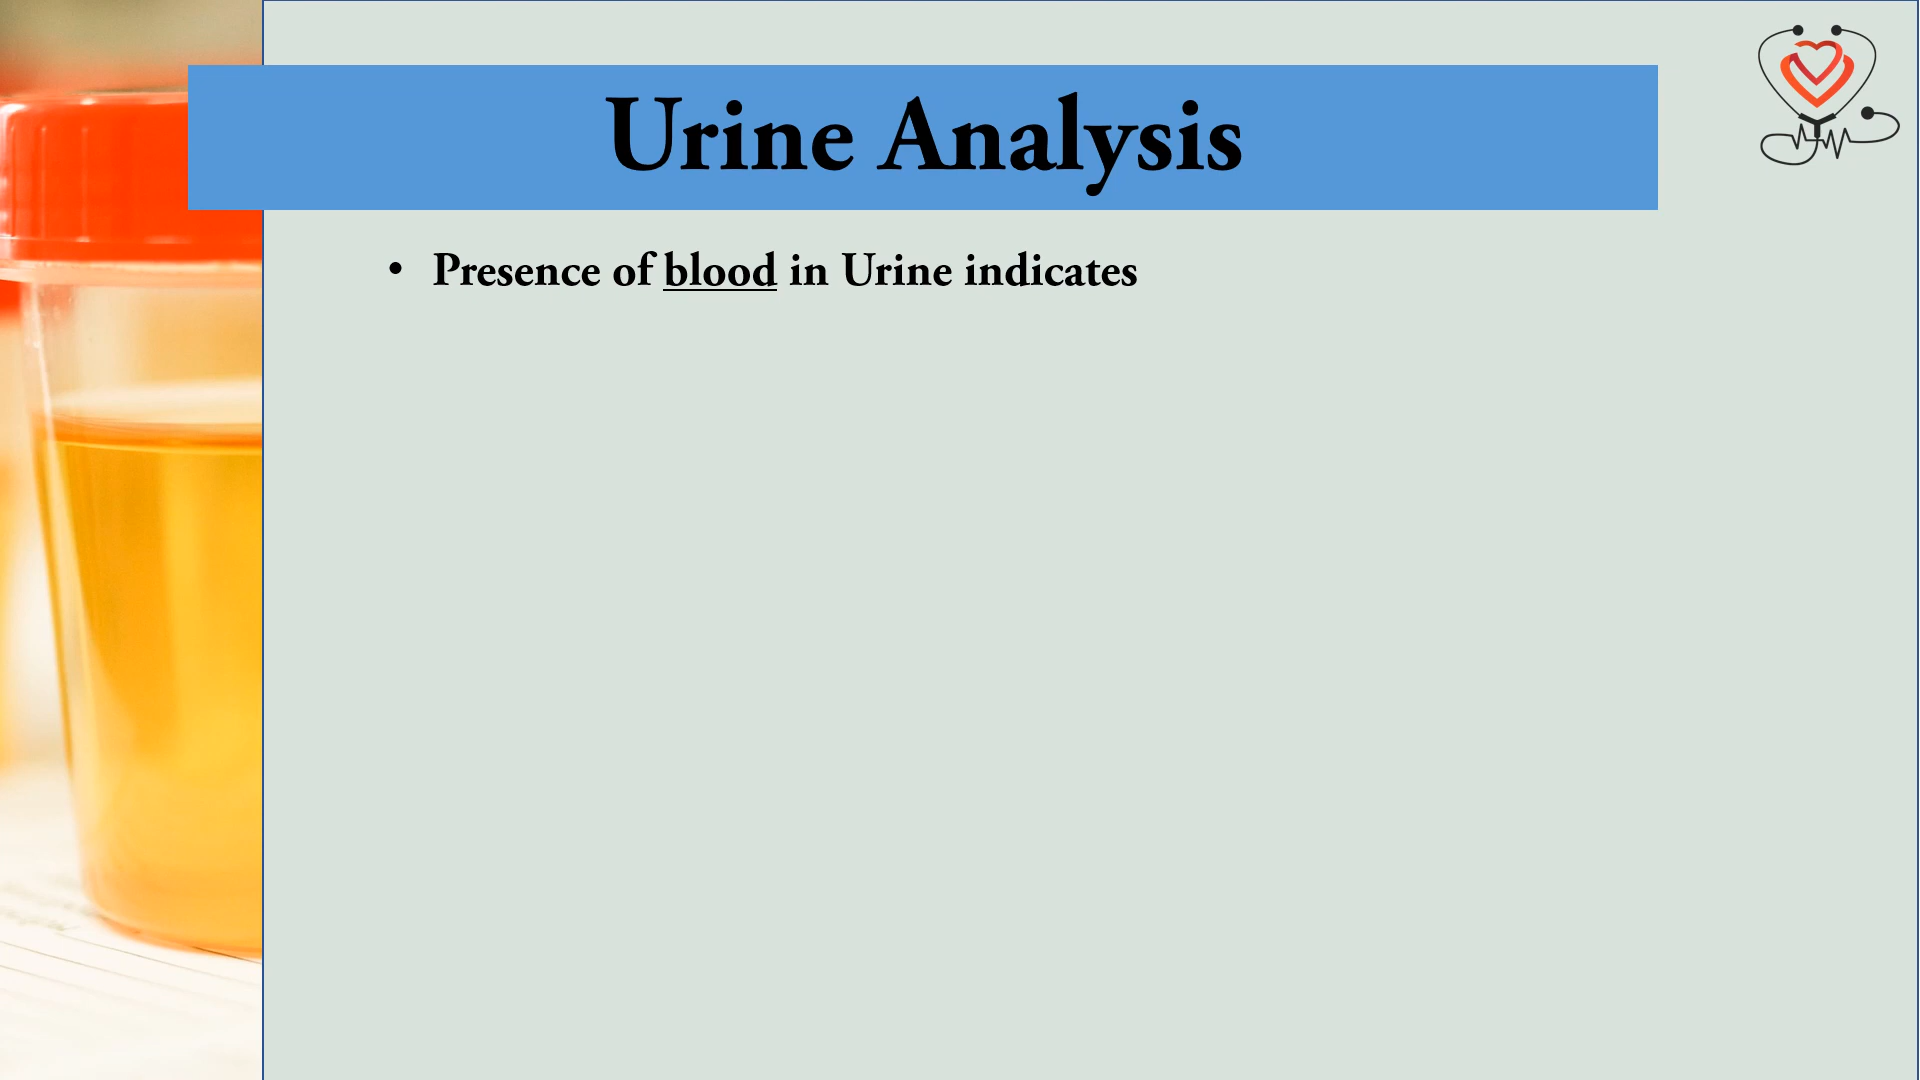 Urine Analysis
• Presence of blood in Urine indicates